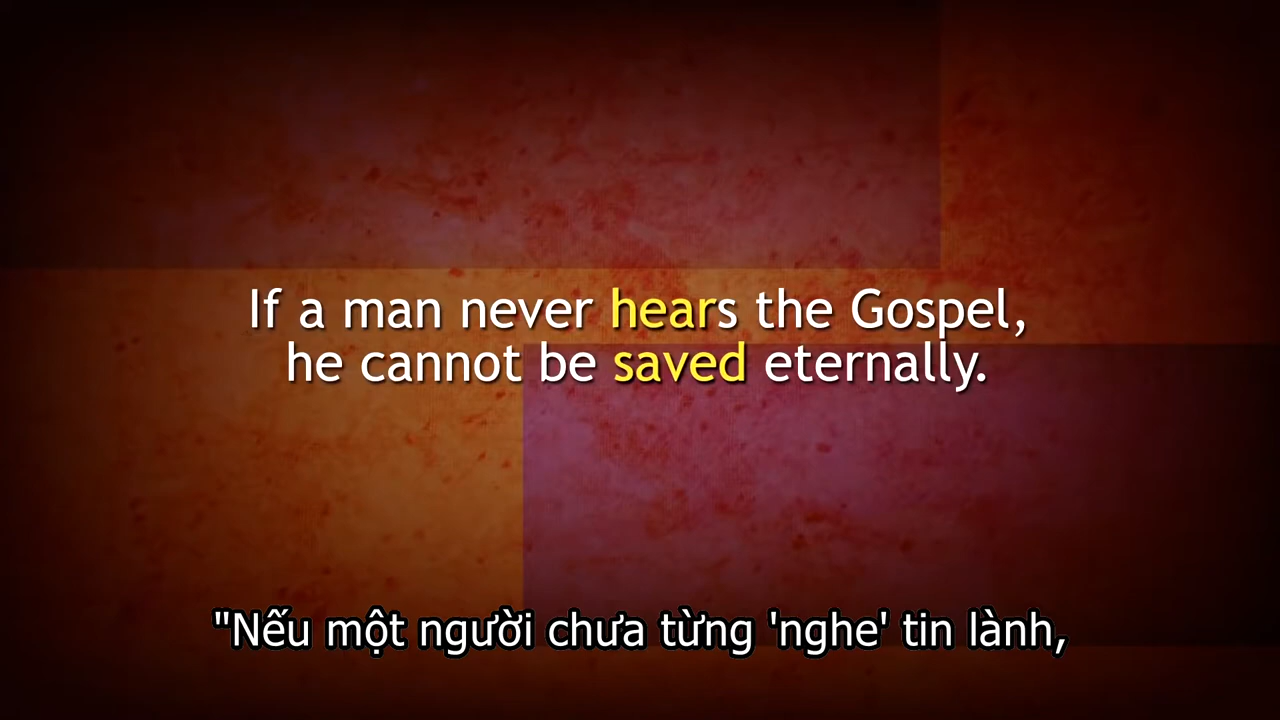 If a man never hears the Gospel,
he cannot be saved eternally.
"Nếu một người chưa từng 'nghe' tin lành,